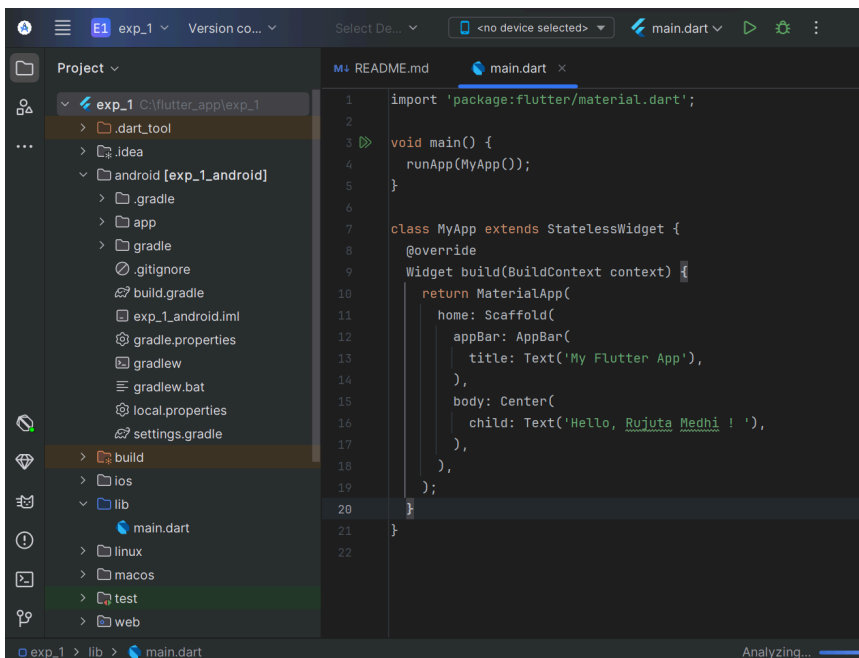 E1 exp_1 Version co... Select De... <no device selected> main.dart
Project
M↓ README.md main.dart ×
exp_1 C:\flutter_app\exp_1
.dart_tool
.idea
android [exp_1_android]
.gradle
app
gradle
.gitignore
build.gradle
exp_1_android.iml
gradle.properties
gradlew
gradlew.bat
local.properties
settings.gradle
build
ios
lib
main.dart
linux
macos
test
web
1 import 'package:flutter/material.dart';
2
3 void main() {
4 runApp(MyApp());
5 }
6
7 class MyApp extends StatelessWidget {
8 @override
9 Widget build(BuildContext context) {
10 return MaterialApp(
11 home: Scaffold(
12 appBar: AppBar(
13 title: Text('My Flutter App'),
14 ),
15 body: Center(
16 child: Text('Hello, Rujuta Medhi ! '),
17 ),
18 ),
19 );
20 }
21 }
22
exp_1 > lib > main.dart Analyzing...